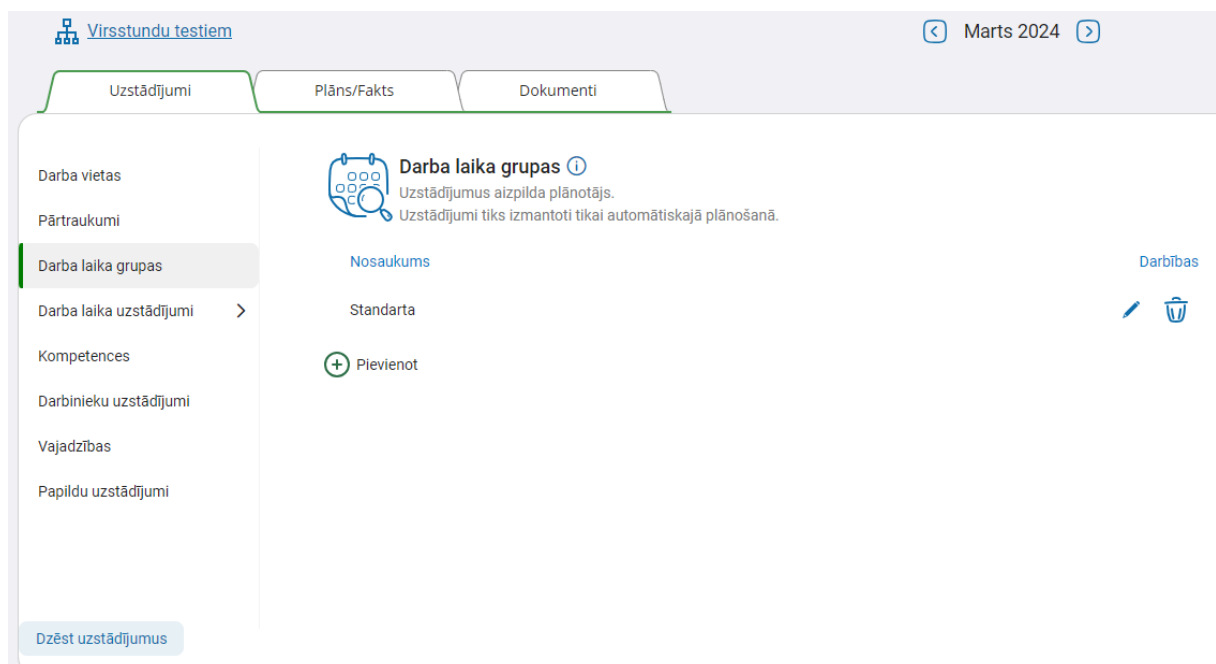 Virsstundu testiem
Marts 2024
Uzstādījumi
Plāns/Fakts
Dokumenti
Darba vietas
Pārtraukumi
Darba laika grupas
Darba laika uzstādījumi
Kompetences
Darbinieku uzstādījumi
Vajadzības
Papildu uzstādījumi
Dzēst uzstādījumus
Darba laika grupas
Uzstādījumus aizpilda plānotājs.
Uzstādījumi tiks izmantoti tikai automātiskajā plānošanā.
Nosaukums
Darbības
Standarta
Pievienot